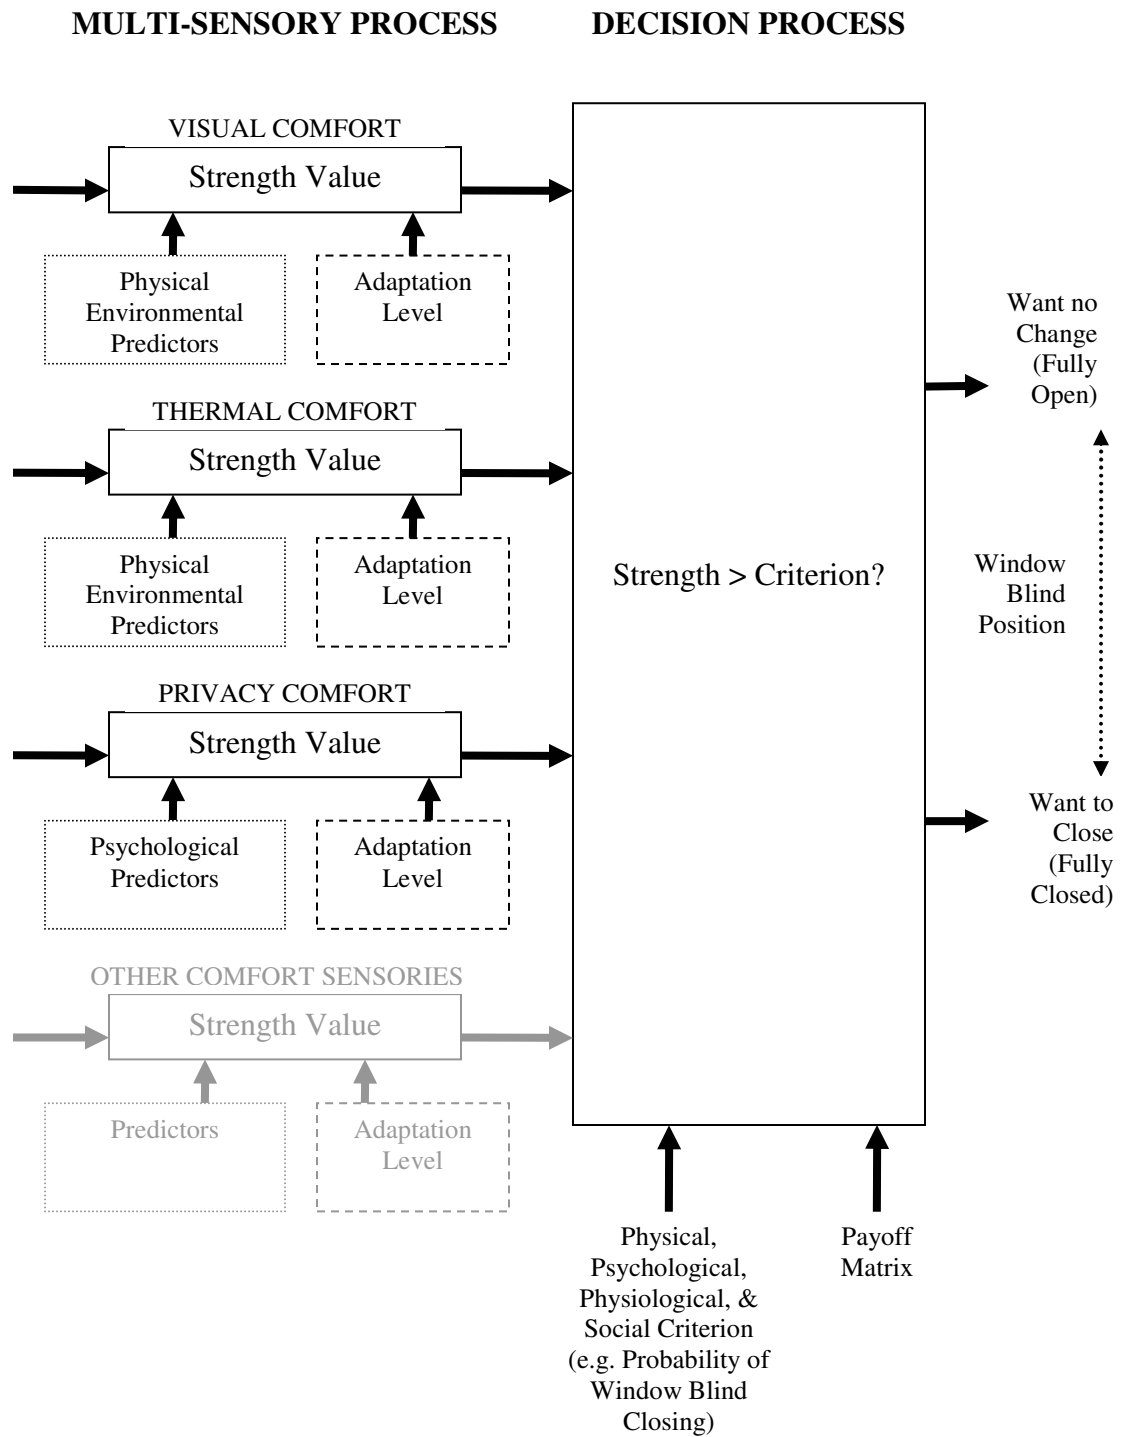 MULTI-SENSORY PROCESS
DECISION PROCESS
VISUAL COMFORT
Strength Value
Physical
Environmental
Predictors
Adaptation
Level
THERMAL COMFORT
Strength Value
Physical
Environmental
Predictors
Adaptation
Level
PRIVACY COMFORT
Strength Value
Psychological
Predictors
Adaptation
Level
OTHER COMFORT SENSORIES
Strength Value
Predictors
Adaptation
Level
Strength > Criterion?
Physical,
Psychological,
Physiological, &
Social Criterion
(e.g. Probability of
Window Blind
Closing)
Payoff
Matrix
Want no
Change
(Fully
Open)
Window
Blind
Position
Want to
Close
(Fully
Closed)